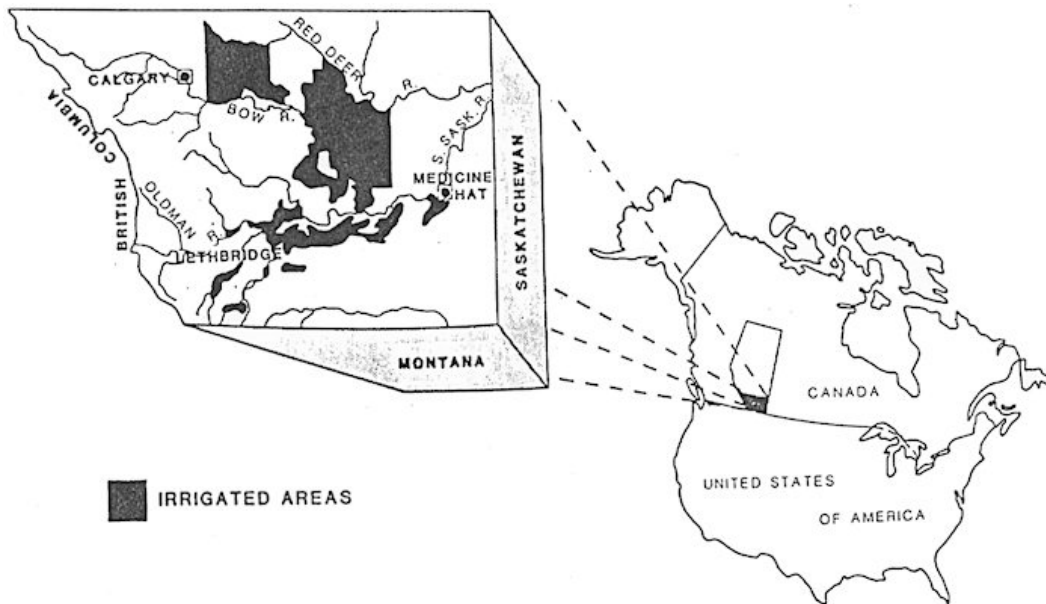 RED DEER R.
CALGARY
BOW R.
S. SASK. R.
BRITISH COLUMBIA
MEDICINE
HAT
OLDMAN R.
LETHBRIDGE
SASKATCHEWAN
MONTANA
CANADA
UNITED STATES
OF AMERICA
IRRIGATED AREAS